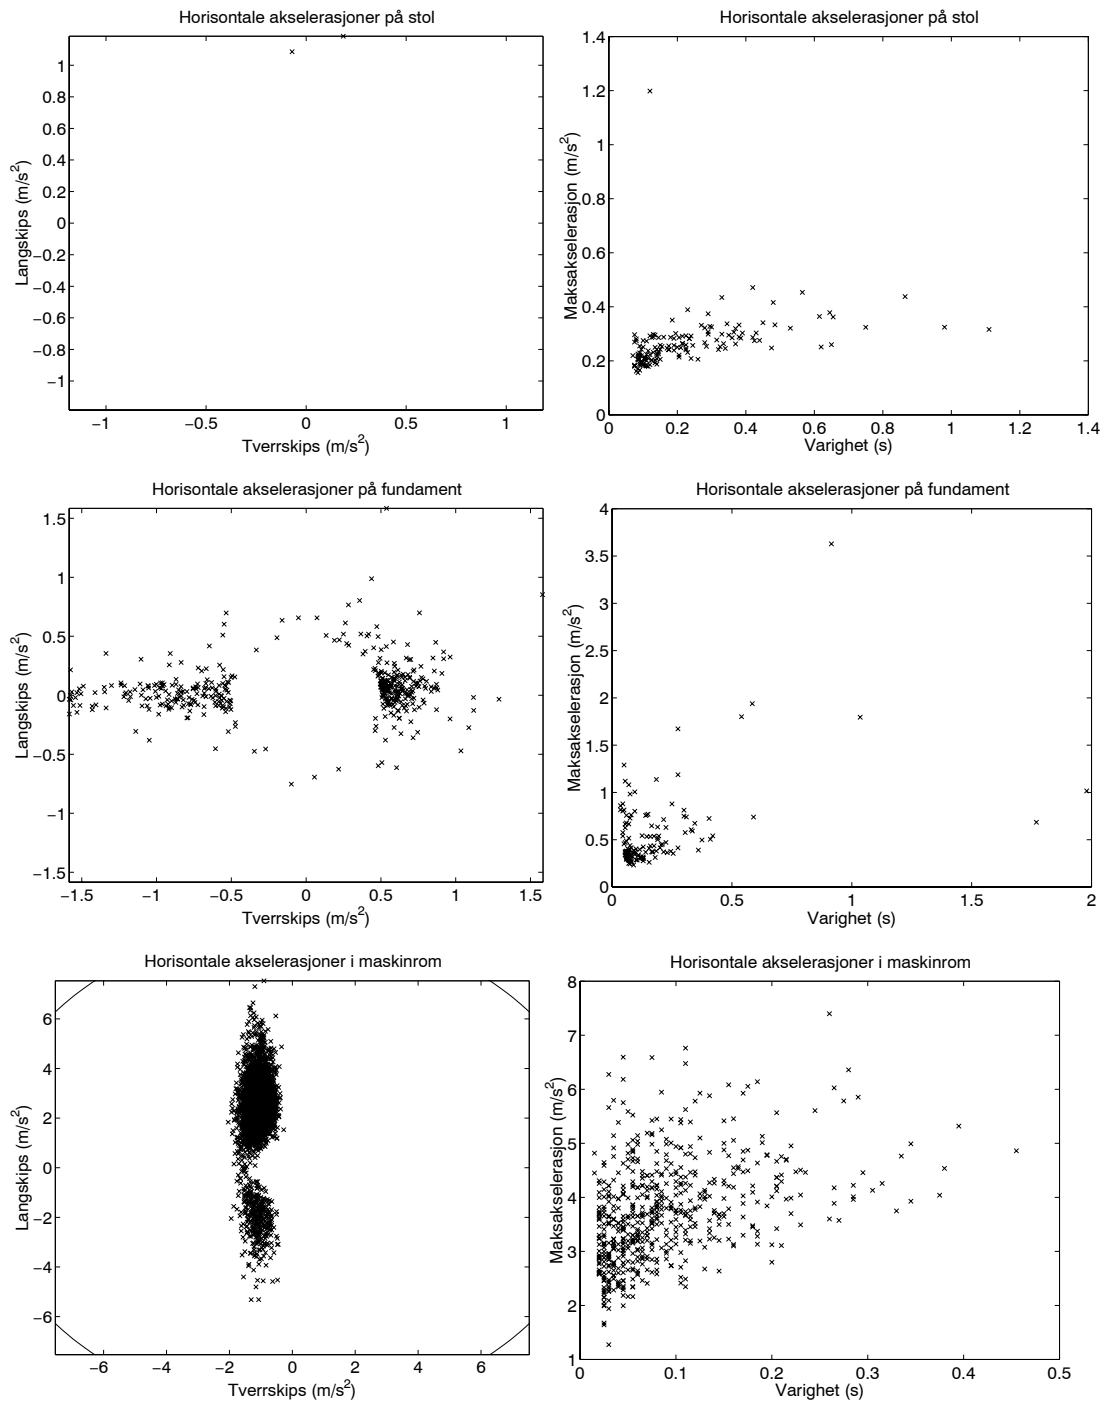 Horisontale akselerasjoner på stol
Langskips (m/s²)
1
0.8
0.6
0.4
0.2
0
−0.2
−0.4
−0.6
−0.8
−1
−1 −0.5 0 0.5 1
Tverrskips (m/s²)
Horisontale akselerasjoner på stol
Maksakselerasjon (m/s²)
1.4
1.2
1
0.8
0.6
0.4
0.2
0
0 0.2 0.4 0.6 0.8 1 1.2 1.4
Varighet (s)
Horisontale akselerasjoner på fundament
Langskips (m/s²)
1.5
1
0.5
0
−0.5
−1
−1.5
−1.5 −1 −0.5 0 0.5 1 1.5
Tverrskips (m/s²)
Horisontale akselerasjoner på fundament
Maksakselerasjon (m/s²)
4
3.5
3
2.5
2
1.5
1
0.5
0
0 0.5 1 1.5 2
Varighet (s)
Horisontale akselerasjoner i maskinrom
Langskips (m/s²)
6
4
2
0
−2
−4
−6
−6 −4 −2 0 2 4 6
Tverrskips (m/s²)
Horisontale akselerasjoner i maskinrom
Maksakselerasjon (m/s²)
8
7
6
5
4
3
2
1
0 0.1 0.2 0.3 0.4 0.5
Varighet (s)